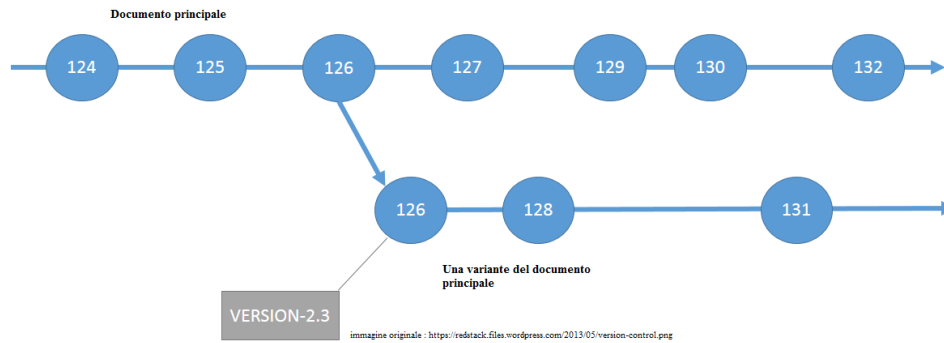 Documento principale
124 125 126 127 129 130 132
126 128 131
Una variante del documento
principale
VERSION-2.3
immagine originale : https://redstack.files.wordpress.com/2013/05/version-control.png